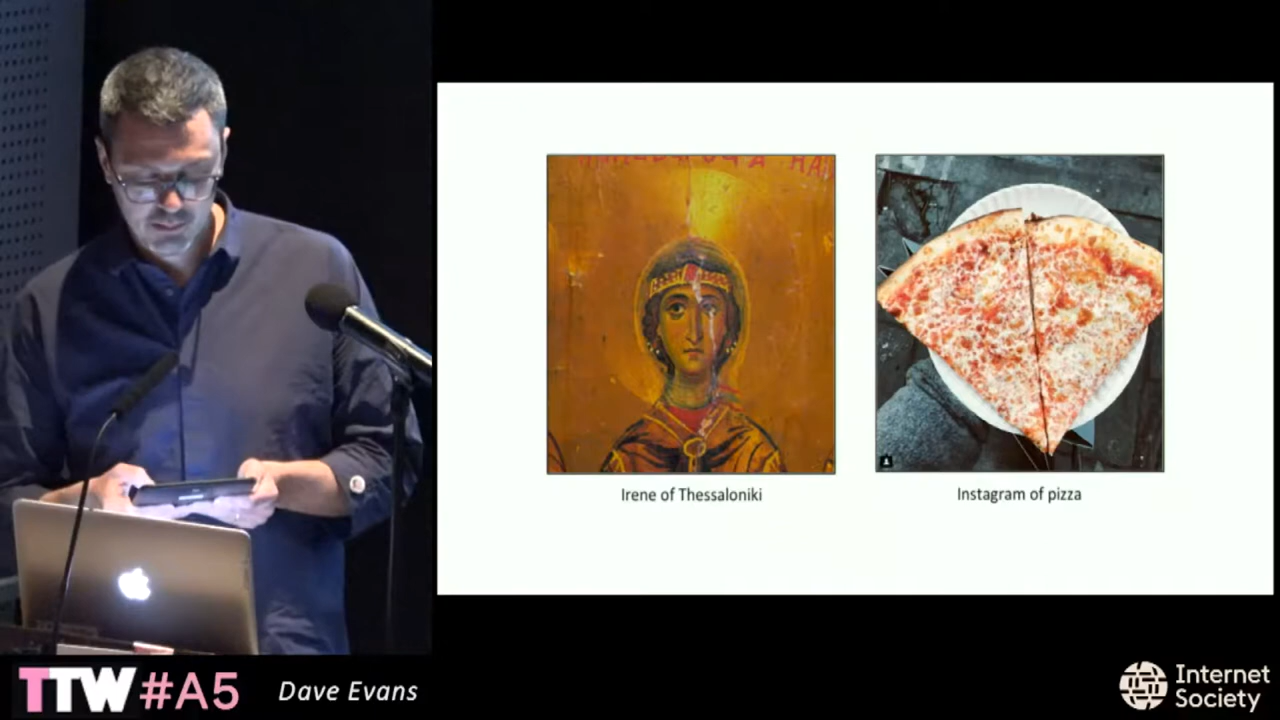 Irene of Thessaloniki
Instagram of pizza
TTW#A5
Dave Evans
Internet
Society